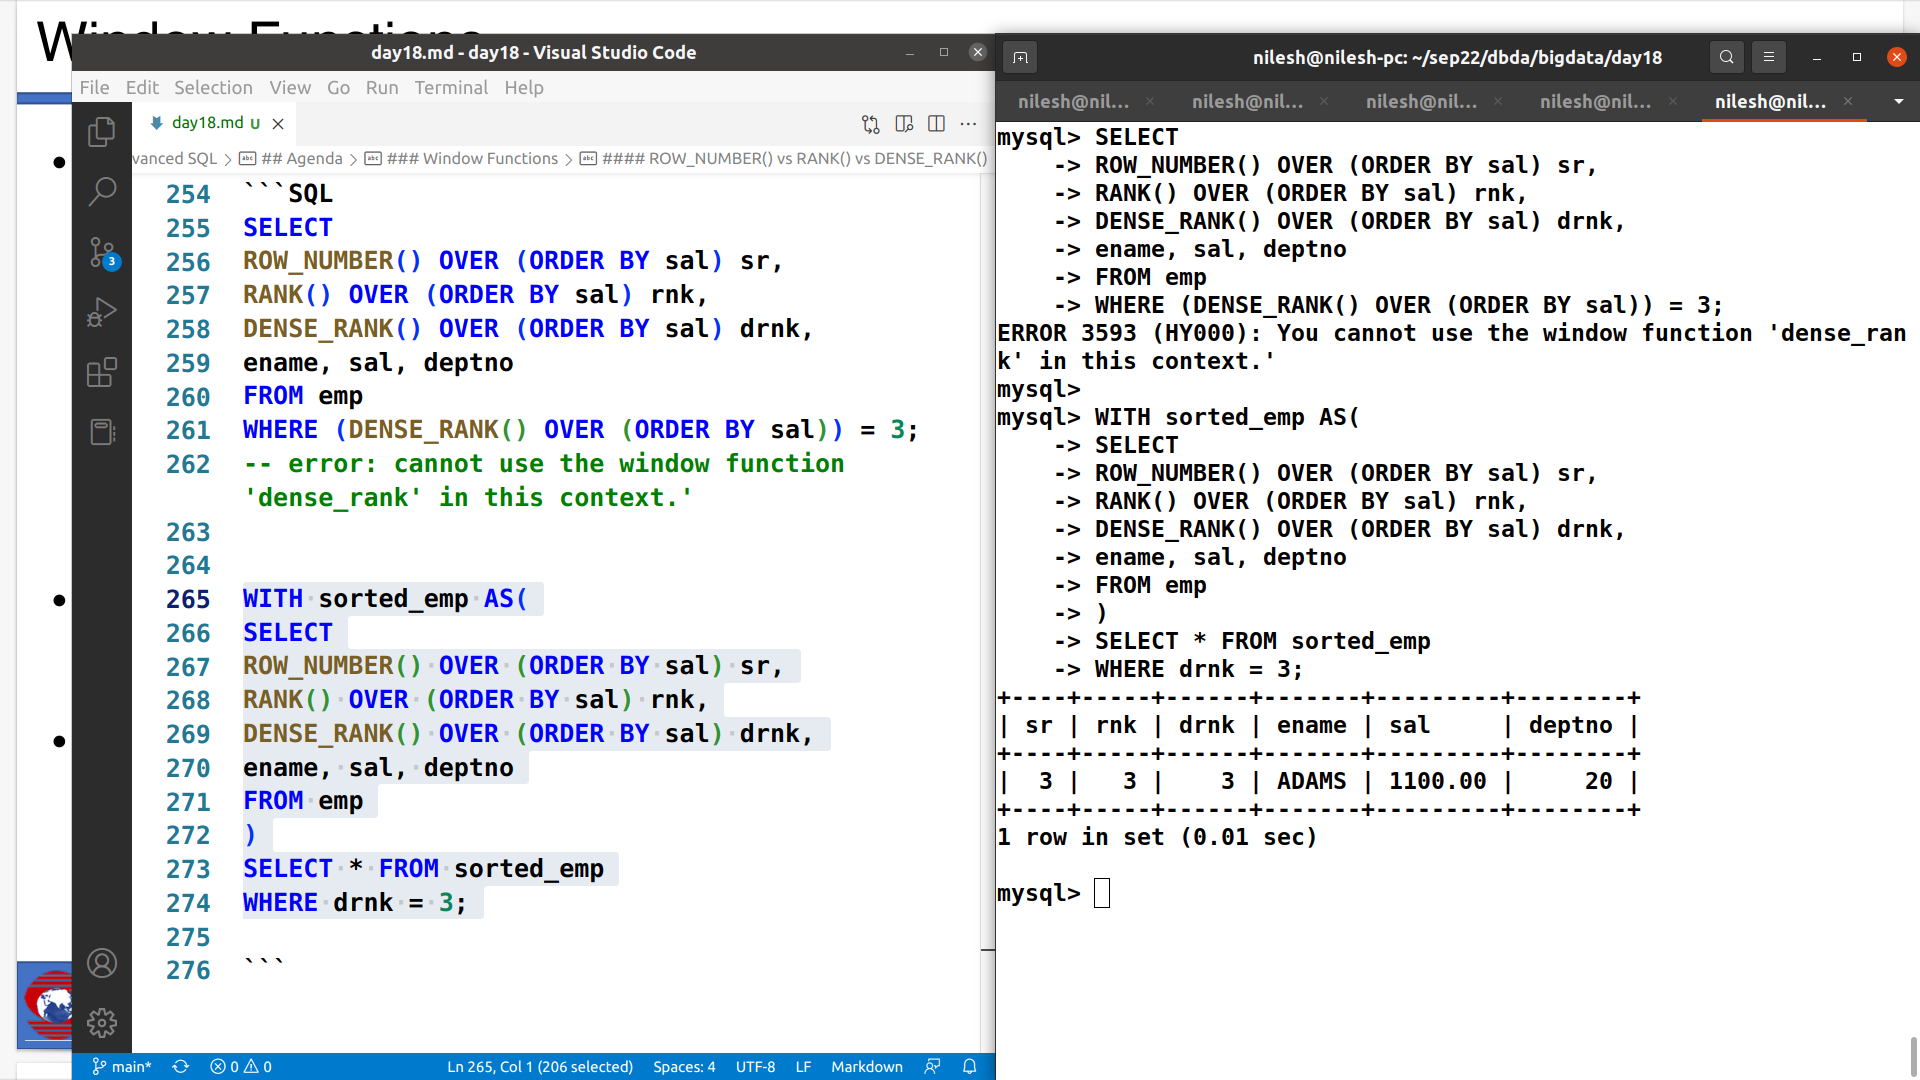 Window Functions
day18.md - day18 - Visual Studio Code
File Edit Selection View Go Run Terminal Help
day18.md U
vanced SQL > ## Agenda > ### Window Functions > #### ROW_NUMBER() vs RANK() vs DENSE_RANK()
254 ```SQL
255 SELECT
256 ROW_NUMBER() OVER (ORDER BY sal) sr,
257 RANK() OVER (ORDER BY sal) rnk,
258 DENSE_RANK() OVER (ORDER BY sal) drnk,
259 ename, sal, deptno
260 FROM emp
261 WHERE (DENSE_RANK() OVER (ORDER BY sal)) = 3;
262 -- error: cannot use the window function
'dense_rank' in this context.'
263
264
265 WITH sorted_emp AS(
266 SELECT
267 ROW_NUMBER() OVER (ORDER BY sal) sr,
268 RANK() OVER (ORDER BY sal) rnk,
269 DENSE_RANK() OVER (ORDER BY sal) drnk,
270 ename, sal, deptno
271 FROM emp
272 )
273 SELECT * FROM sorted_emp
274 WHERE drnk = 3;
275
276 ```
3
main* 0 0 Ln 265, Col 1 (206 selected) Spaces: 4 UTF-8 LF Markdown
nilesh@nilesh-pc: ~/sep22/dbda/bigdata/day18
nilesh@nil... nilesh@nil... nilesh@nil... nilesh@nil... nilesh@nil...
mysql> SELECT
-> ROW_NUMBER() OVER (ORDER BY sal) sr,
-> RANK() OVER (ORDER BY sal) rnk,
-> DENSE_RANK() OVER (ORDER BY sal) drnk,
-> ename, sal, deptno
-> FROM emp
-> WHERE (DENSE_RANK() OVER (ORDER BY sal)) = 3;
ERROR 3593 (HY000): You cannot use the window function 'dense_ran
k' in this context.'
mysql>
mysql> WITH sorted_emp AS(
-> SELECT
-> ROW_NUMBER() OVER (ORDER BY sal) sr,
-> RANK() OVER (ORDER BY sal) rnk,
-> DENSE_RANK() OVER (ORDER BY sal) drnk,
-> ename, sal, deptno
-> FROM emp
-> )
-> SELECT * FROM sorted_emp
-> WHERE drnk = 3;
+----+-----+------+-------+---------+--------+
| sr | rnk | drnk | ename | sal | deptno |
+----+-----+------+-------+---------+--------+
| 3 | 3 | 3 | ADAMS | 1100.00 | 20 |
+----+-----+------+-------+---------+--------+
1 row in set (0.01 sec)
mysql>